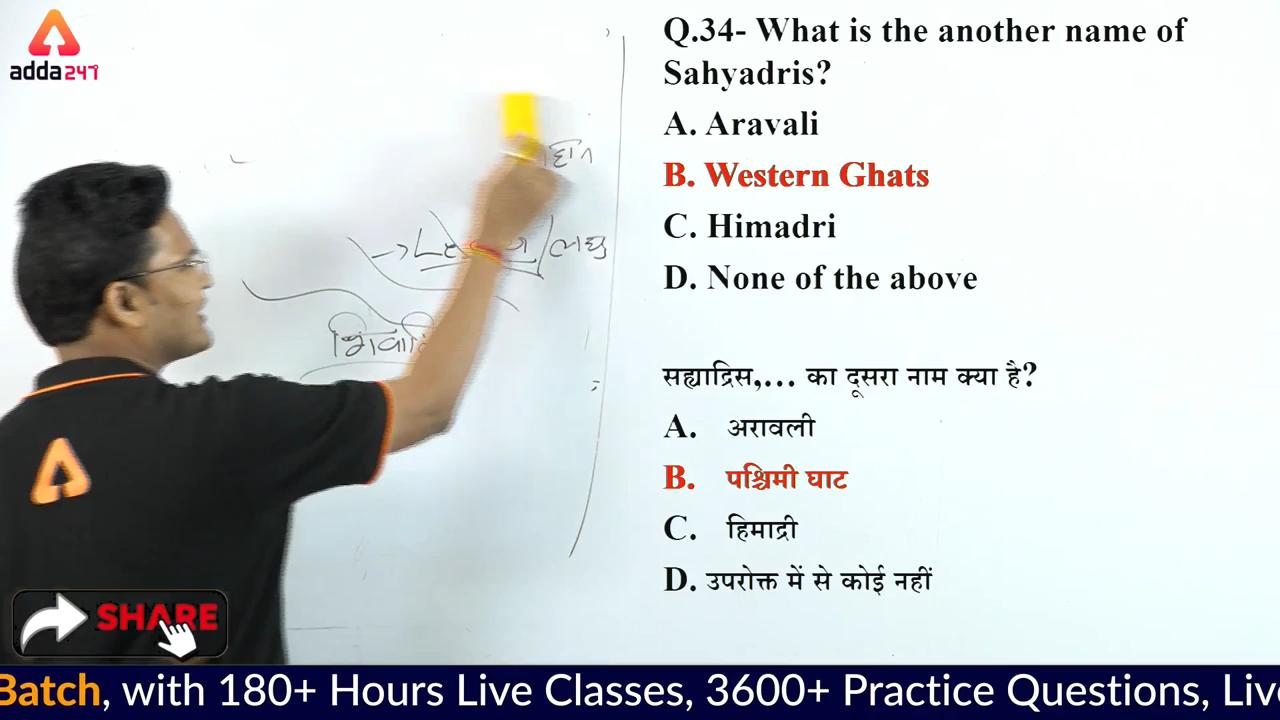 adda247
Q.34- What is the another name of
Sahyadris?
A. Aravali
B. Western Ghats
C. Himadri
D. None of the above
सह्याद्रिस,... का दूसरा नाम क्या है?
A. अरावली
B. पश्चिमी घाट
C. हिमाद्री
D. उपरोक्त में से कोई नहीं
SHARE
Batch, with 180+ Hours Live Classes, 3600+ Practice Questions, Liv